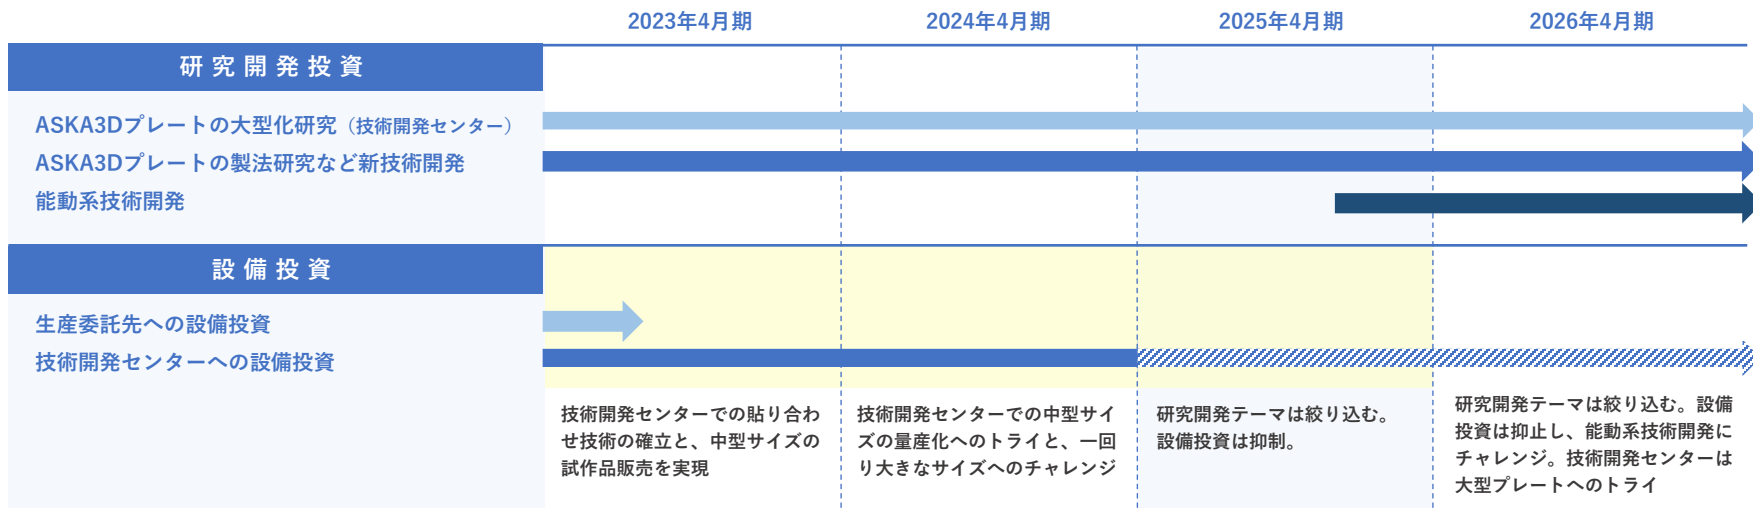 2023年4月期 2024年4月期 2025年4月期 2026年4月期
研究開発投資
ASKA3Dプレートの大型化研究（技術開発センター）
ASKA3Dプレートの製法研究など新技術開発
能動系技術開発
設備投資
生産委託先への設備投資
技術開発センターへの設備投資
技術開発センターでの貼り合わ
せ技術の確立と、中型サイズの
試作品販売を実現
技術開発センターでの中型サイ
ズの量産化へのトライと、一回
り大きなサイズへのチャレンジ
研究開発テーマは絞り込む。
設備投資は抑制。
研究開発テーマは絞り込む。設備
投資は抑止し、能動系技術開発に
チャレンジ。技術開発センターは
大型プレートへのトライ